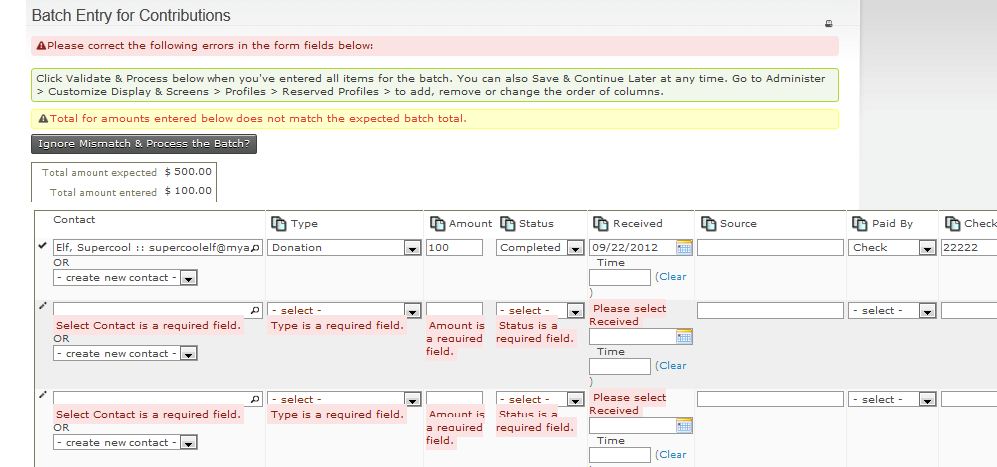 Batch Entry for Contributions
Please correct the following errors in the form fields below:
Click Validate & Process below when you've entered all items for the batch. You can also Save & Continue Later at any time. Go to Administer
> Customize Display & Screens > Profiles > Reserved Profiles > to add, remove or change the order of columns.
Total for amounts entered below does not match the expected batch total.
Ignore Mismatch & Process the Batch?
Total amount expected $ 500.00
Total amount entered $ 100.00
Contact Type Amount Status Received Source Paid By Check
Elf, Supercool :: supercoolelf@mya Donation 100 Completed 09/22/2012 Check 22222
OR Time
- create new contact - (Clear
)
- select - - select - Please select - select -
Select Contact is a required field. Type is a required field. Amount is Status is a Received
OR a required required field.
field. Time
- create new contact - (Clear
)
- select - - select - Please select - select -
Select Contact is a required field. Type is a required field. Amount is Status is a Received
OR a required required field.
field. Time
- create new contact - (Clear